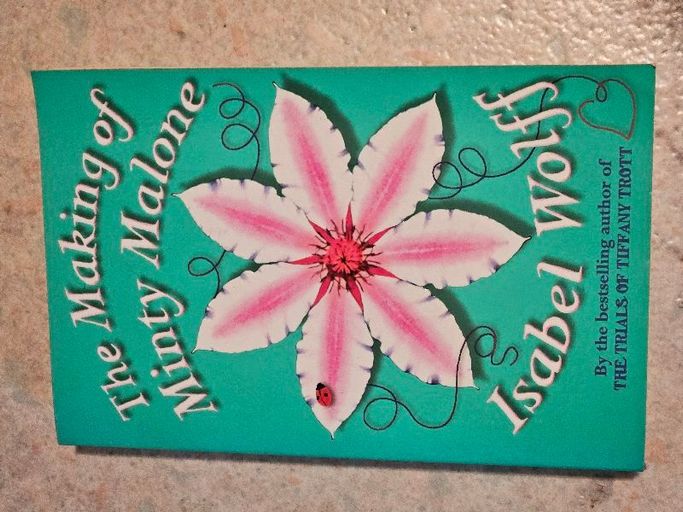 The Making of
Minty Malone
Isabel Wolff
By the bestselling author of
THE TRIALS OF TIFFANY TROTT